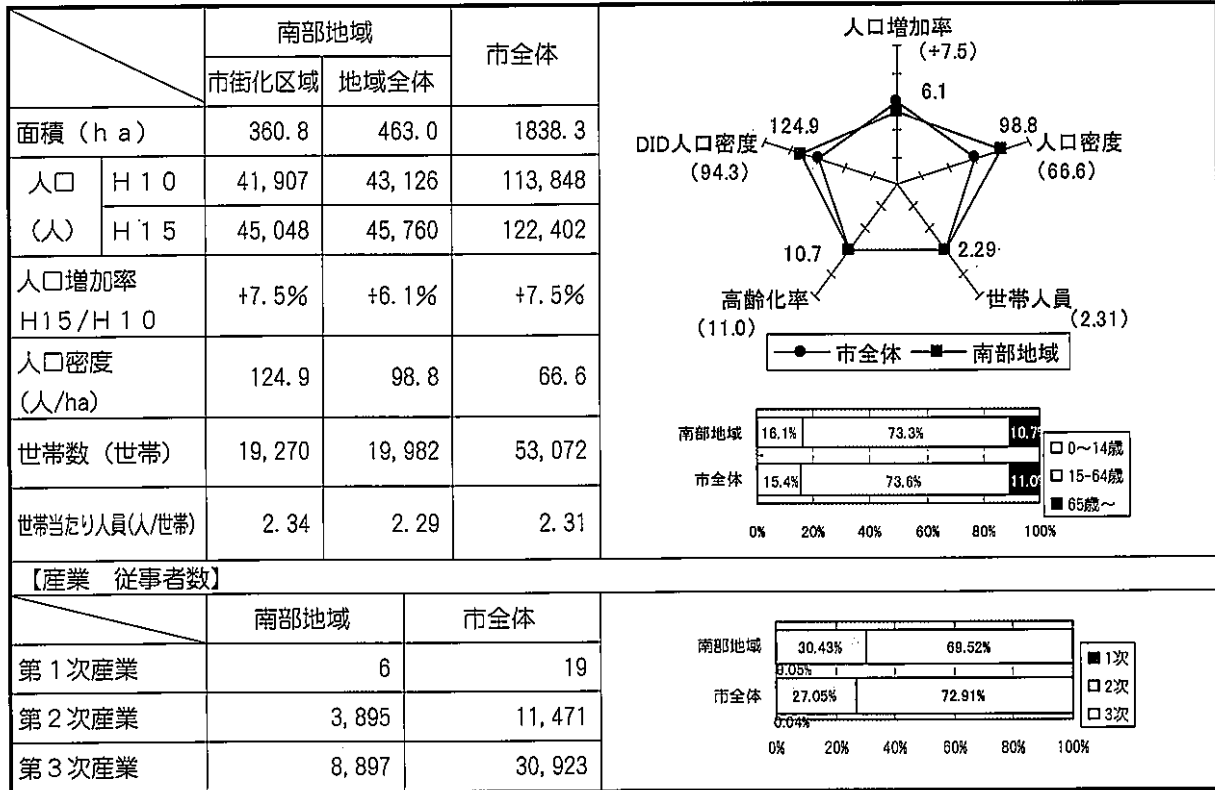 南部地域 市全体
市街化区域 地域全体
面積（ｈａ） 360.8 463.0 1838.3
人口（人） Ｈ１０ 41,907 43,126 113,848
Ｈ１５ 45,048 45,760 122,402
人口増加率
Ｈ15/Ｈ１０ +7.5% +6.1% +7.5%
人口密度
(人/ha) 124.9 98.8 66.6
世帯数（世帯） 19,270 19,982 53,072
世帯当たり人員(人/世帯) 2.34 2.29 2.31
人口増加率
(+7.5)
6.1
124.9 98.8
DID人口密度 人口密度
(94.3) (66.6)
10.7 2.29
高齢化率 世帯人員
(11.0) (2.31)
市全体 南部地域
南部地域 16.1% 73.3% 10.7%
市全体 15.4% 73.6% 11.0%
0% 20% 40% 60% 80% 100%
0～14歳
15-64歳
65歳～
【産業 従事者数】
南部地域 市全体
第１次産業 6 19
第２次産業 3,895 11,471
第３次産業 8,897 30,923
南部地域 30.43% 69.52%
0.05%
市全体 27.05% 72.91%
0.04%
0% 20% 40% 60% 80% 100%
1次
2次
3次